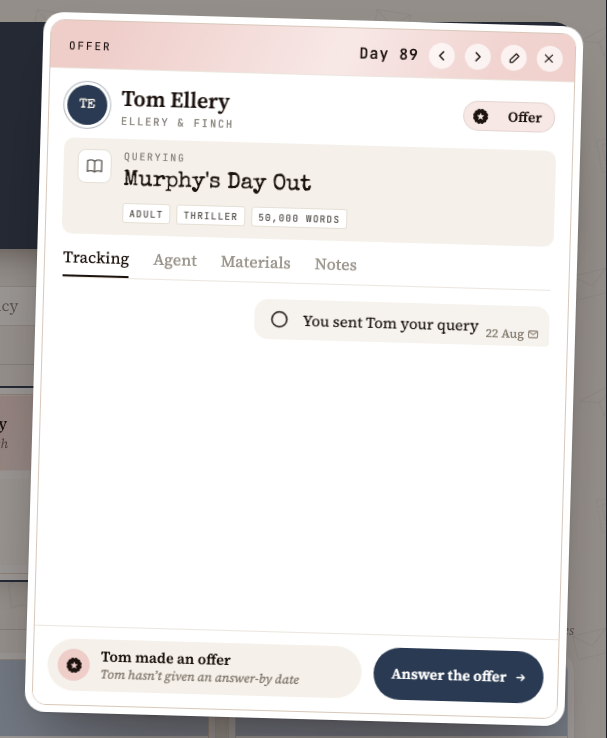 OFFER
Day 89
TE
Tom Ellery
ELLERY & FINCH
Offer
QUERYING
Murphy's Day Out
ADULT
THRILLER
50,000 WORDS
Tracking
Agent
Materials
Notes
You sent Tom your query
22 Aug
Tom made an offer
Tom hasn't given an answer-by date
Answer the offer →